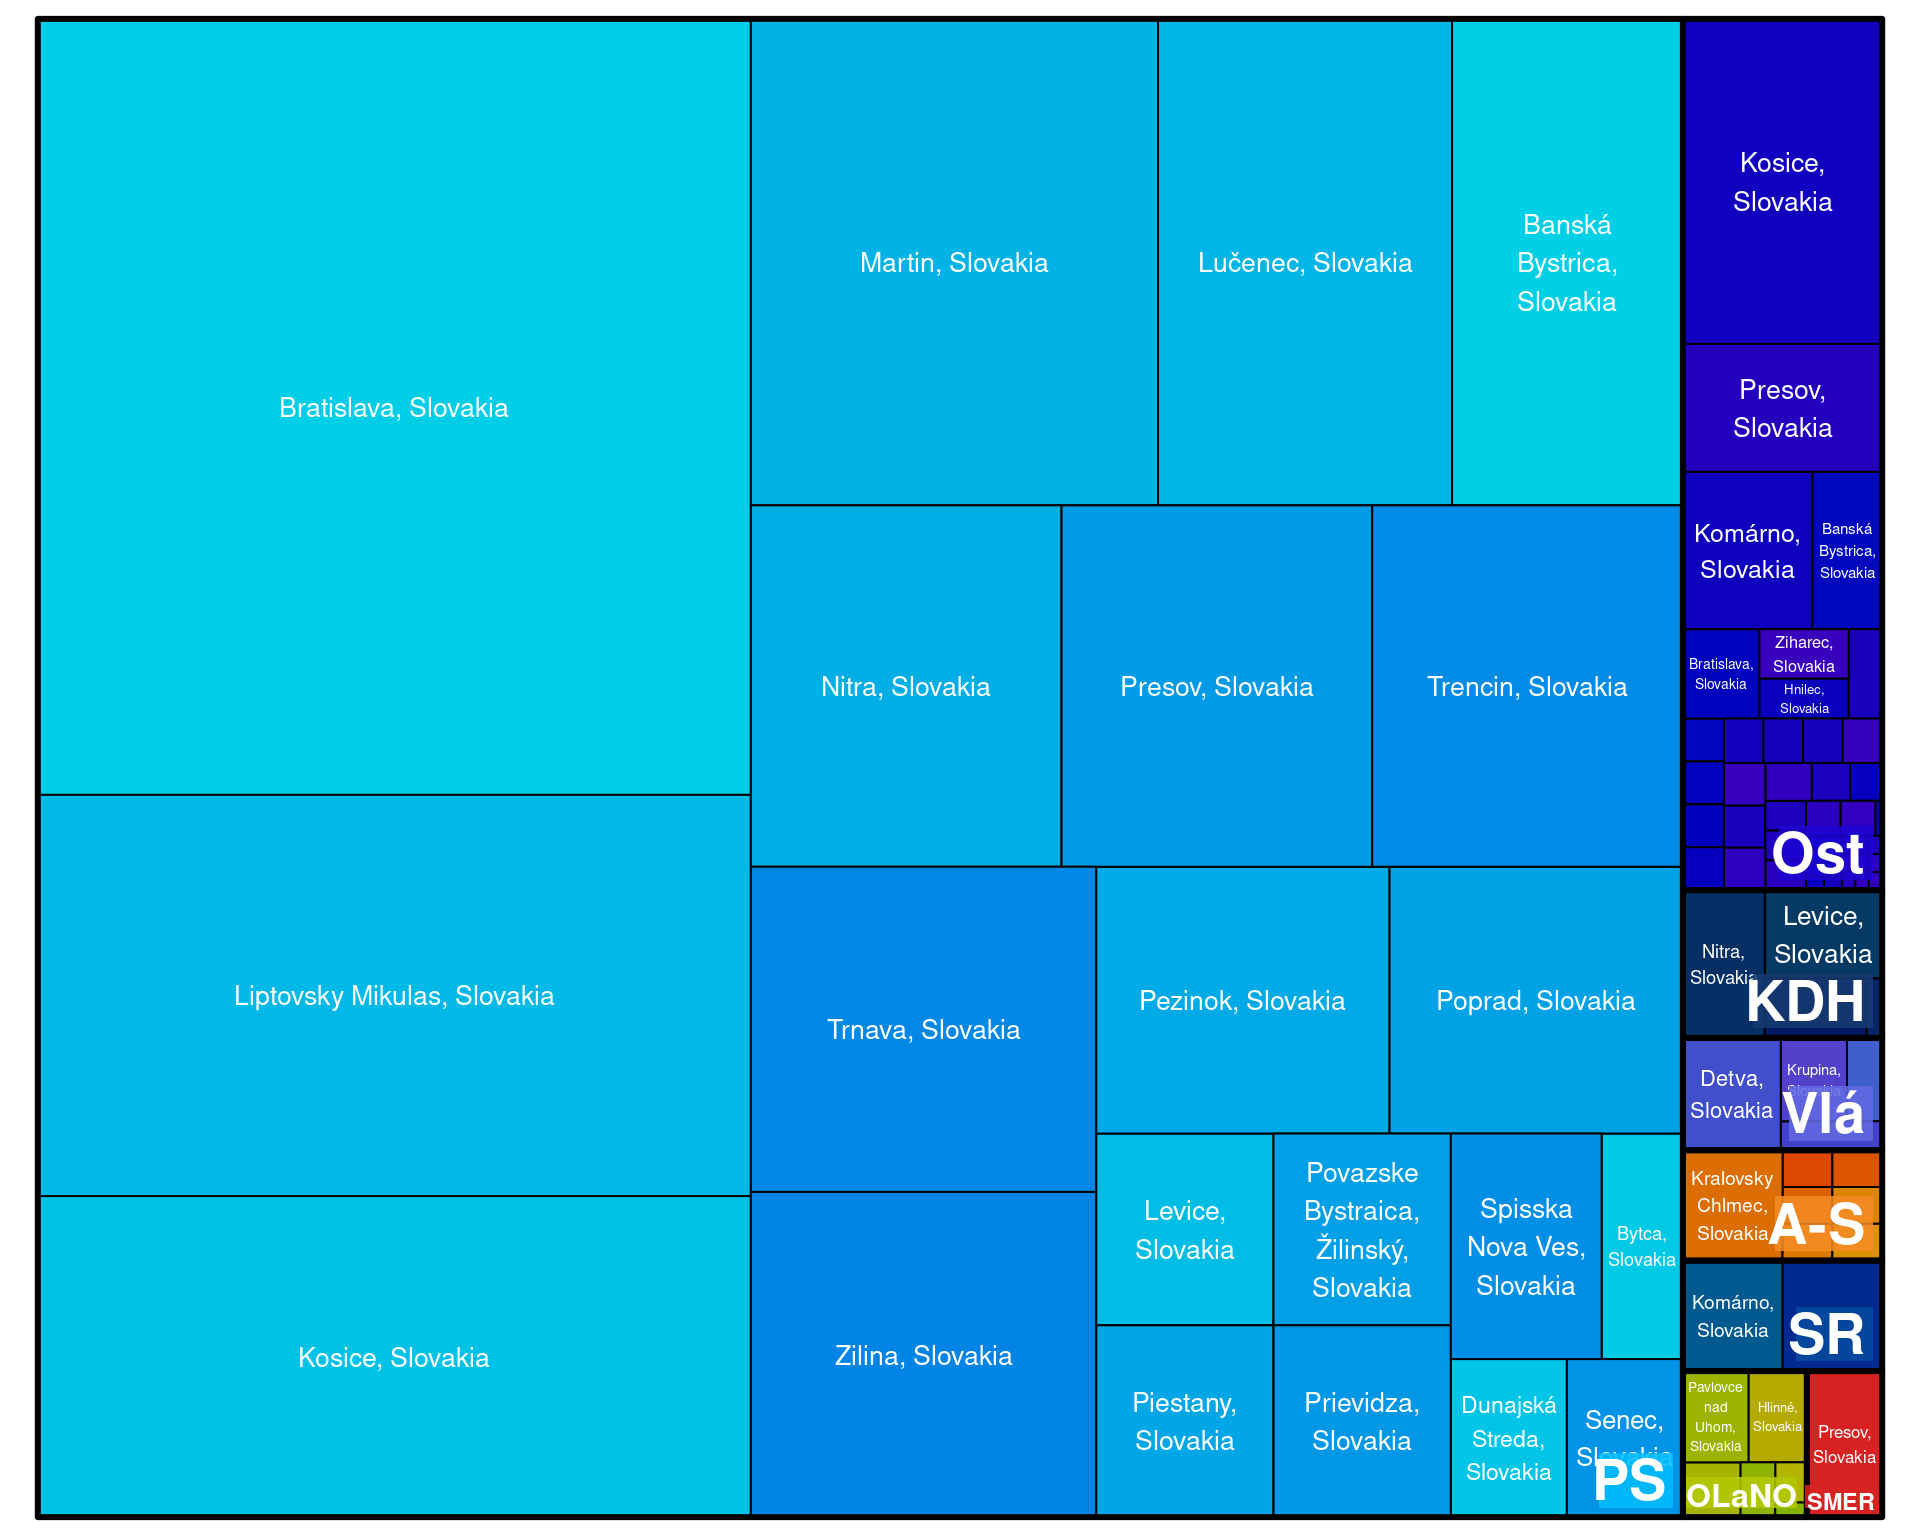 Bratislava, Slovakia
Liptovsky Mikulas, Slovakia
Kosice, Slovakia
Martin, Slovakia
Lučenec, Slovakia
Banská
Bystrica,
Slovakia
Nitra, Slovakia
Presov, Slovakia
Trencin, Slovakia
Trnava, Slovakia
Zilina, Slovakia
Pezinok, Slovakia
Poprad, Slovakia
Levice,
Slovakia
Povazske
Bystraica,
Žilinský,
Slovakia
Spisska
Nova Ves,
Slovakia
Bytca,
Slovakia
Piestany,
Slovakia
Prievidza,
Slovakia
Dunajská
Streda,
Slovakia
Senec,
Slovakia
PS
Kosice,
Slovakia
Presov,
Slovakia
Komárno,
Slovakia
Banská
Bystrica,
Slovakia
Bratislava,
Slovakia
Ziharec,
Slovakia
Hnilec,
Slovakia
Ost
Nitra,
Slovakia
Levice,
Slovakia
KDH
Detva,
Slovakia
Krupina,
Slovakia
Vlá
Kralovsky
Chlmec,
Slovakia
A-S
Komárno,
Slovakia
SR
Pavlovce
nad
Uhom,
Slovakia
Hlinné,
Slovakia
OLaNO
Presov,
Slovakia
SMER